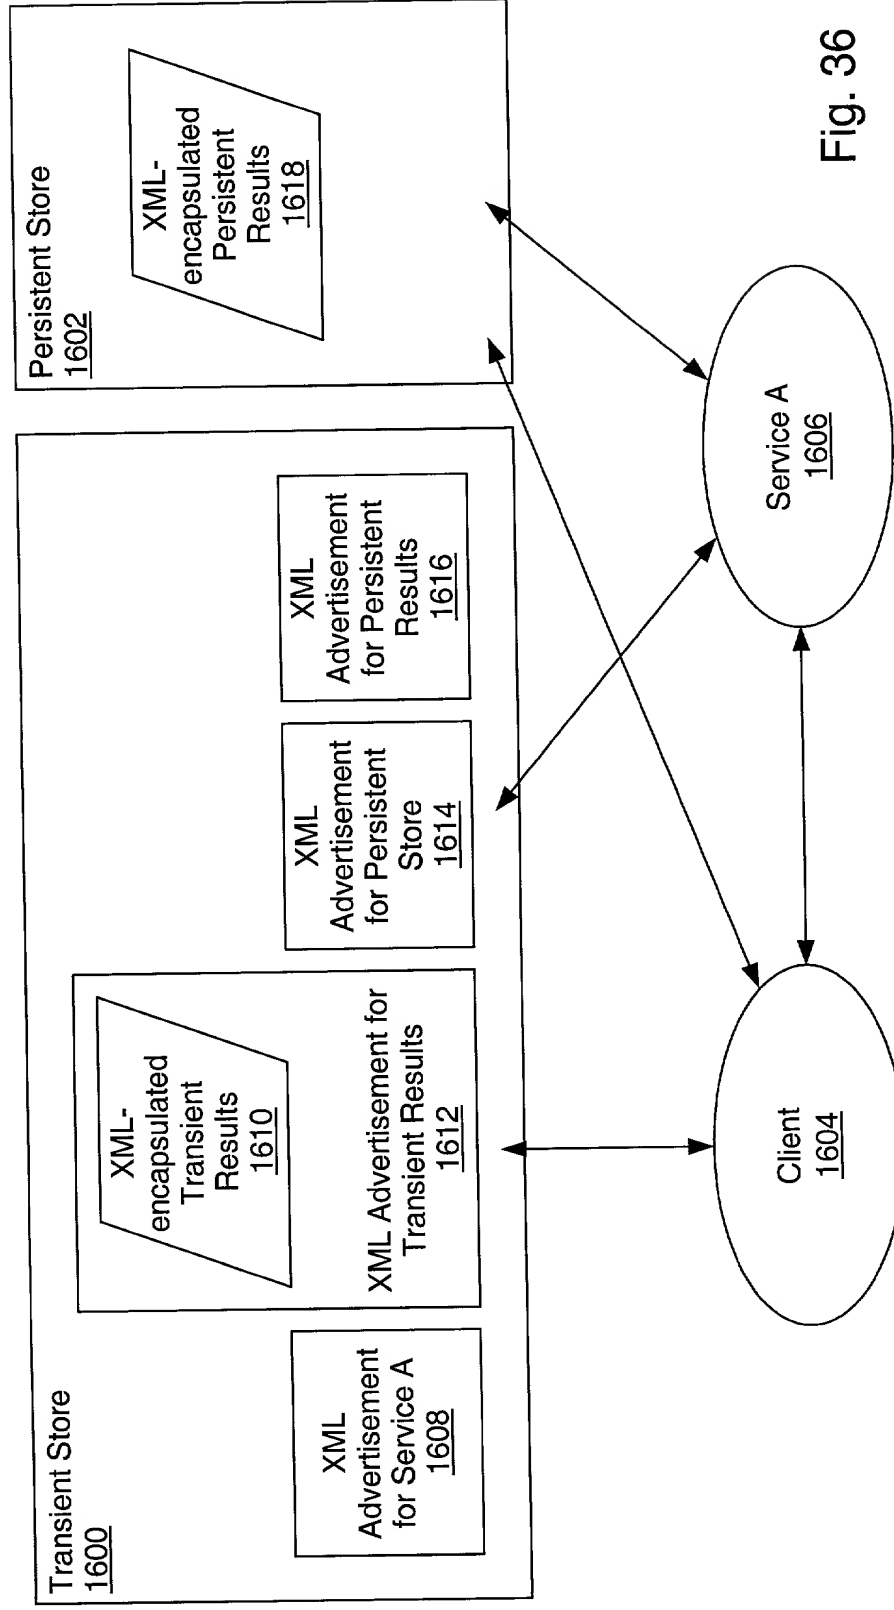 Transient Store
1600
XML
Advertisement
for Service A
1608
XML-
encapsulated
Transient
Results
1610
XML Advertisement for
Transient Results
1612
XML
Advertisement
for Persistent
Store
1614
XML
Advertisement
for Persistent
Results
1616
Persistent Store
1602
XML-
encapsulated
Persistent
Results
1618
Client
1604
Service A
1606
Fig. 36